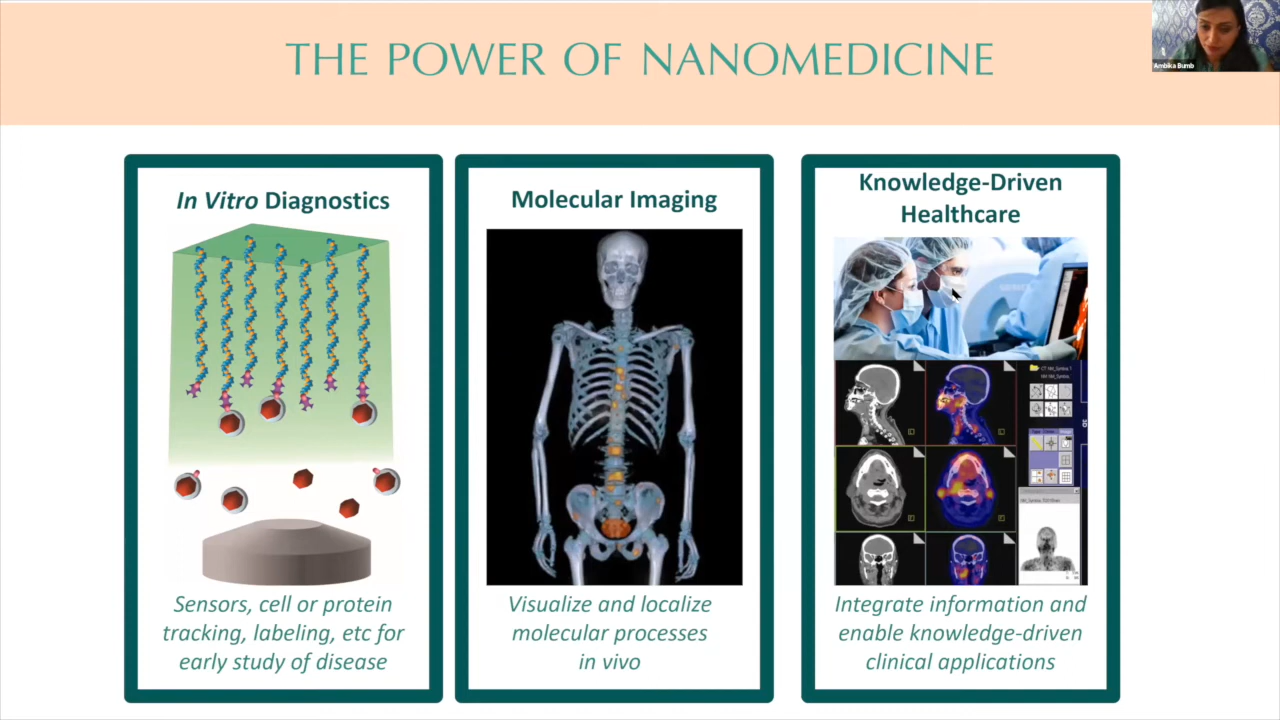 THE POWER OF NANOMEDICINE
Ambika Bumb
In Vitro Diagnostics
Sensors, cell or protein
tracking, labeling, etc for
early study of disease
Molecular Imaging
Visualize and localize
molecular processes
in vivo
Knowledge-Driven
Healthcare
Integrate information and
enable knowledge-driven
clinical applications